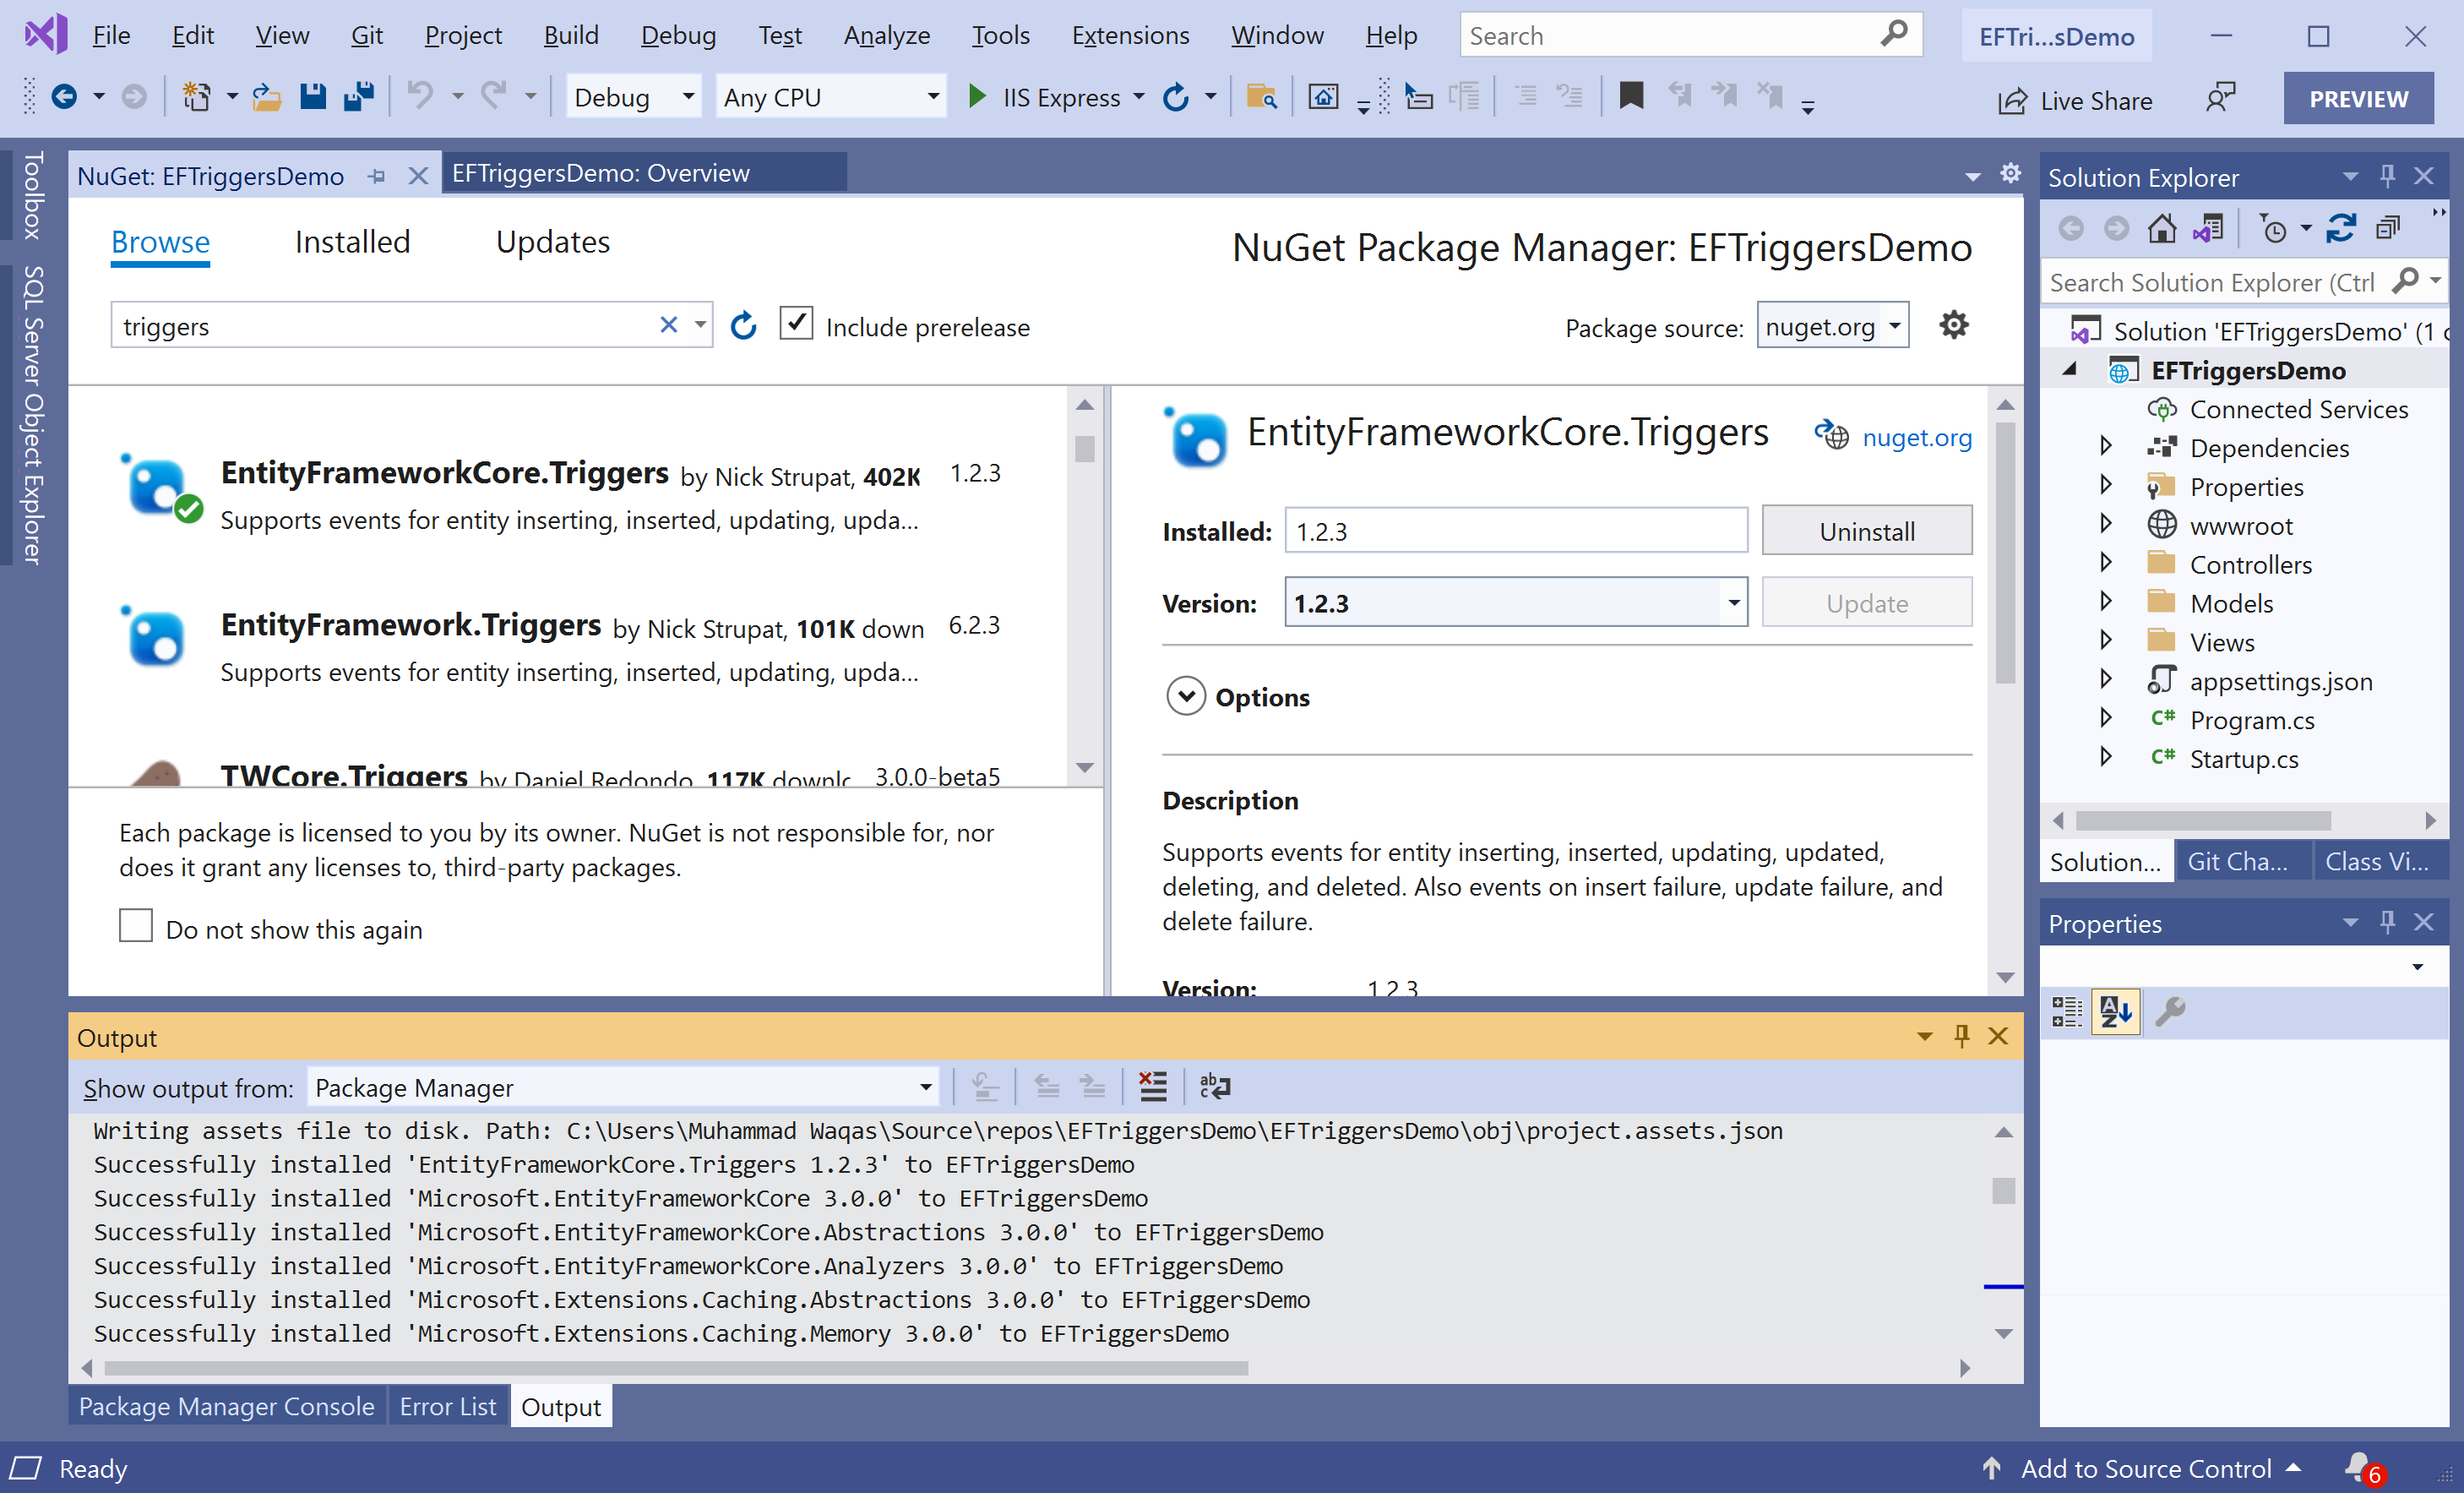 File Edit View Git Project Build Debug Test Analyze Tools Extensions Window Help Search EFTri...sDemo
Debug Any CPU IIS Express Live Share PREVIEW
Toolbox
SQL Server Object Explorer
NuGet: EFTriggersDemo EFTriggersDemo: Overview
Browse Installed Updates
NuGet Package Manager: EFTriggersDemo
triggers Include prerelease Package source: nuget.org
EntityFrameworkCore.Triggers by Nick Strupat, 402K 1.2.3
Supports events for entity inserting, inserted, updating, upda...
EntityFramework.Triggers by Nick Strupat, 101K down 6.2.3
Supports events for entity inserting, inserted, updating, upda...
TWCore.Triggers by Daniel Redondo, 117K downlc 3.0.0-beta5
Each package is licensed to you by its owner. NuGet is not responsible for, nor
does it grant any licenses to, third-party packages.
Do not show this again
EntityFrameworkCore.Triggers nuget.org
Installed: 1.2.3 Uninstall
Version: 1.2.3 Update
Options
Description
Supports events for entity inserting, inserted, updating, updated,
deleting, and deleted. Also events on insert failure, update failure, and
delete failure.
Version: 1.2.3
Output
Show output from: Package Manager
Writing assets file to disk. Path: C:\Users\Muhammad Waqas\Source\repos\EFTriggersDemo\EFTriggersDemo\obj\project.assets.json
Successfully installed 'EntityFrameworkCore.Triggers 1.2.3' to EFTriggersDemo
Successfully installed 'Microsoft.EntityFrameworkCore 3.0.0' to EFTriggersDemo
Successfully installed 'Microsoft.EntityFrameworkCore.Abstractions 3.0.0' to EFTriggersDemo
Successfully installed 'Microsoft.EntityFrameworkCore.Analyzers 3.0.0' to EFTriggersDemo
Successfully installed 'Microsoft.Extensions.Caching.Abstractions 3.0.0' to EFTriggersDemo
Successfully installed 'Microsoft.Extensions.Caching.Memory 3.0.0' to EFTriggersDemo
Package Manager Console Error List Output
Solution Explorer
Search Solution Explorer (Ctrl
Solution 'EFTriggersDemo' (1 c
EFTriggersDemo
Connected Services
Dependencies
Properties
wwwroot
Controllers
Models
Views
appsettings.json
C# Program.cs
C# Startup.cs
Solution... Git Cha... Class Vi...
Properties
Ready Add to Source Control 6